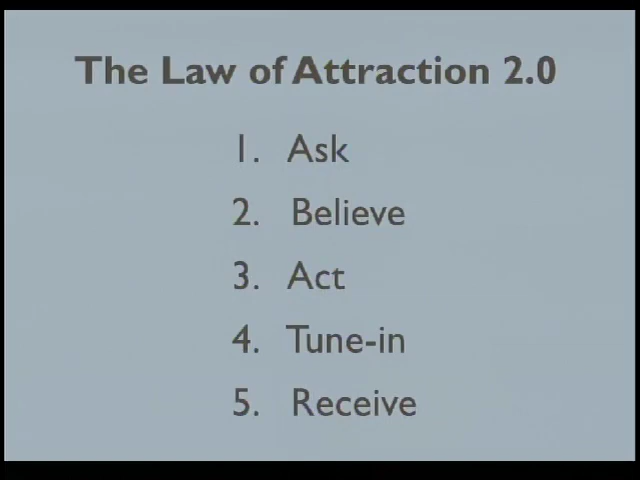 The Law of Attraction 2.0
1. Ask
2. Believe
3. Act
4. Tune-in
5. Receive